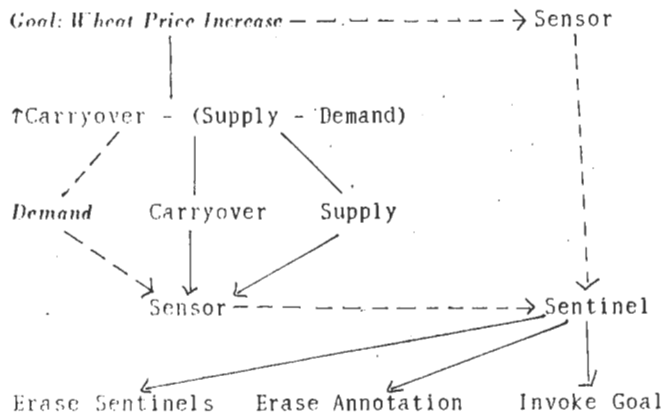 Goal: Wheat Price Increase Sensor
↑Carryover - (Supply - Demand)
Demand Carryover Supply
Sensor Sentinel
Erase Sentinels Erase Annotation Invoke Goal